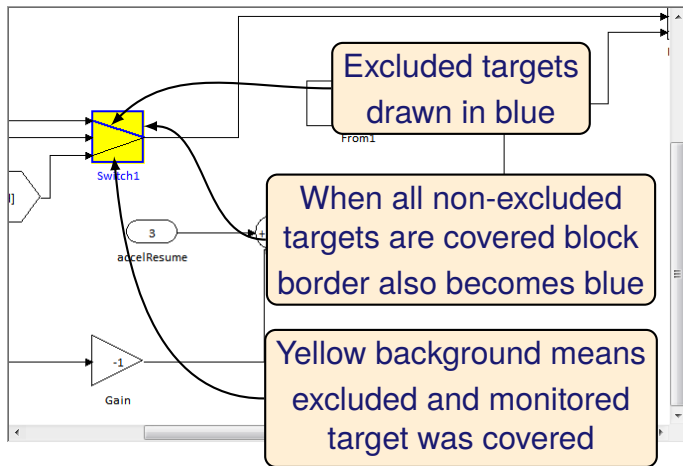 Excluded targets
drawn in blue
From1
Switch1
l]
When all non-excluded
targets are covered block
border also becomes blue
3
+
accelResume
Yellow background means
excluded and monitored
target was covered
-1
Gain